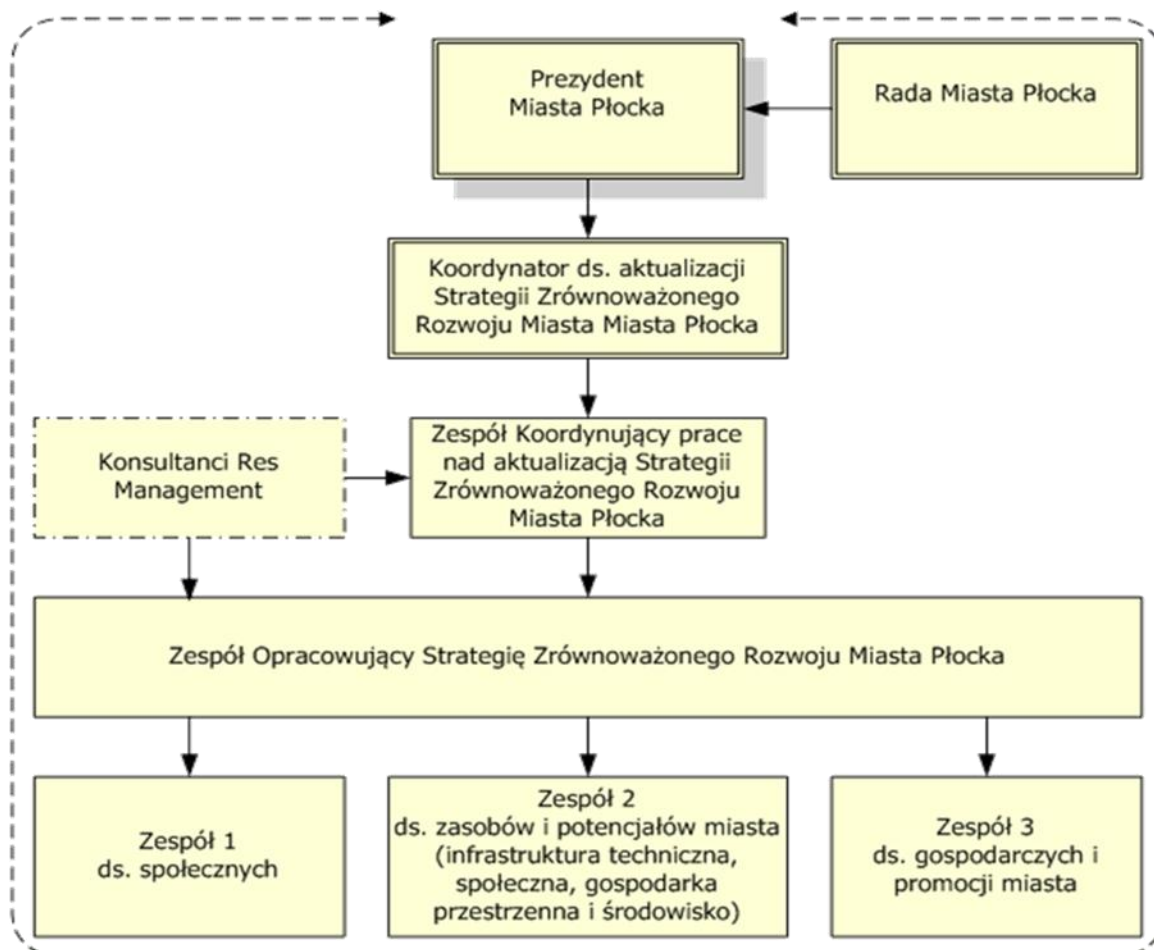 Prezydent
Miasta Płocka
Rada Miasta Płocka
Koordynator ds. aktualizacji
Strategii Zrównoważonego
Rozwoju Miasta Miasta Płocka
Konsultanci Res
Management
Zespół Koordynujący prace
nad aktualizacją Strategii
Zrównoważonego Rozwoju
Miasta Płocka
Zespół Opracowujący Strategię Zrównoważonego Rozwoju Miasta Płocka
Zespół 1
ds. społecznych
Zespół 2
ds. zasobów i potencjałów miasta
(infrastruktura techniczna,
społeczna, gospodarka
przestrzenna i środowisko)
Zespół 3
ds. gospodarczych i
promocji miasta